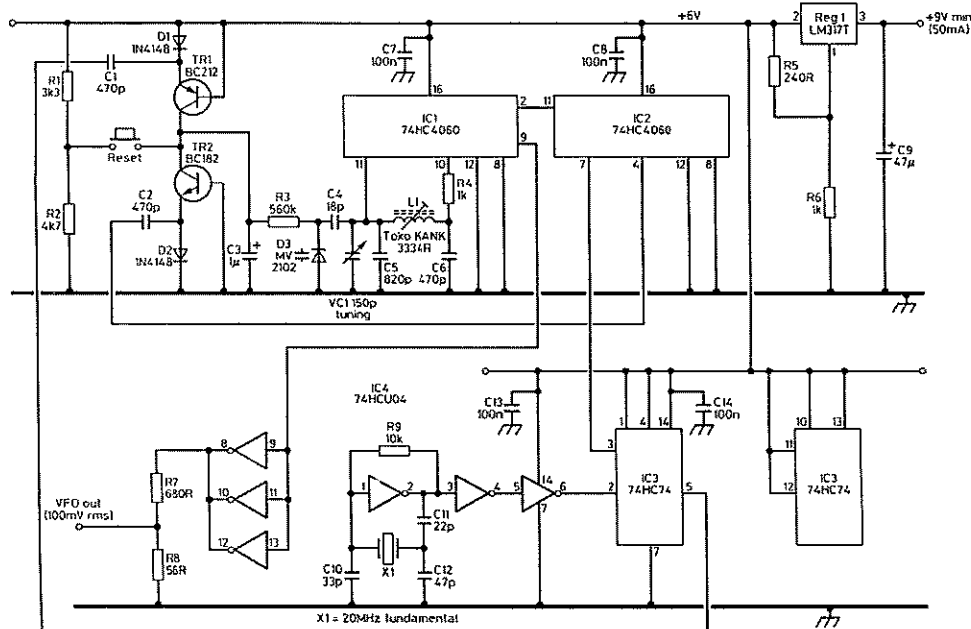 +6V
+9V min
(50mA)
D1
1N4148
C1
470p
TR1
BC212
R1
3k3
Reset
TR2
BC182
R2
4k7
C2
470p
D2
1N4148
C3
1μ
+
R3
560k
D3
MV
2102
C4
18p
VC1 150p
tuning
C5
820p
L1
Toko KANK
3334R
C6
470p
R4
1k
C7
100n
16
IC1
74HC4060
2
9
11
10
12
8
C8
100n
16
11
IC2
74HC4060
7
4
12
8
2
Reg 1
LM317T
3
1
R5
240R
R6
1k
+
C9
47μ
VFO out
(100mV rms)
R7
680R
R8
56R
8
9
10
11
12
13
IC4
74HCU04
R9
10k
1
2
3
4
5
6
14
7
C11
22p
X1
C10
33p
C12
47p
X1 = 20MHz fundamental
C13
100n
C14
100n
1
4
14
3
2
5
7
IC3
74HC74
10
13
11
12
IC3
74HC74